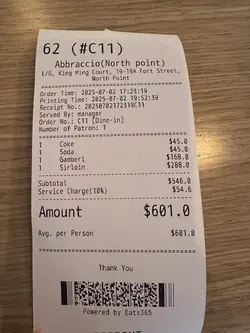 62 (#C11)
Abbraccio(North point)
L/G, King Ming Court, 19-19A Fort Street,
North Point
Order Time: 2025-07-02 17:21:19
Printing Time: 2025-07-02 19:52:39
Receipt No.: 20250702172319C11
Served By: manager
Order No.: C11 [Dine-in]
Number of Patron: 1
1 Coke $45.0
1 Soda $45.0
1 Gamberi $168.0
1 Sirloin $288.0
Subtotal $546.0
Service Charge(10%) $54.6
Amount $601.0
Avg. per Person $601.0
Thank You
Powered by Eats365